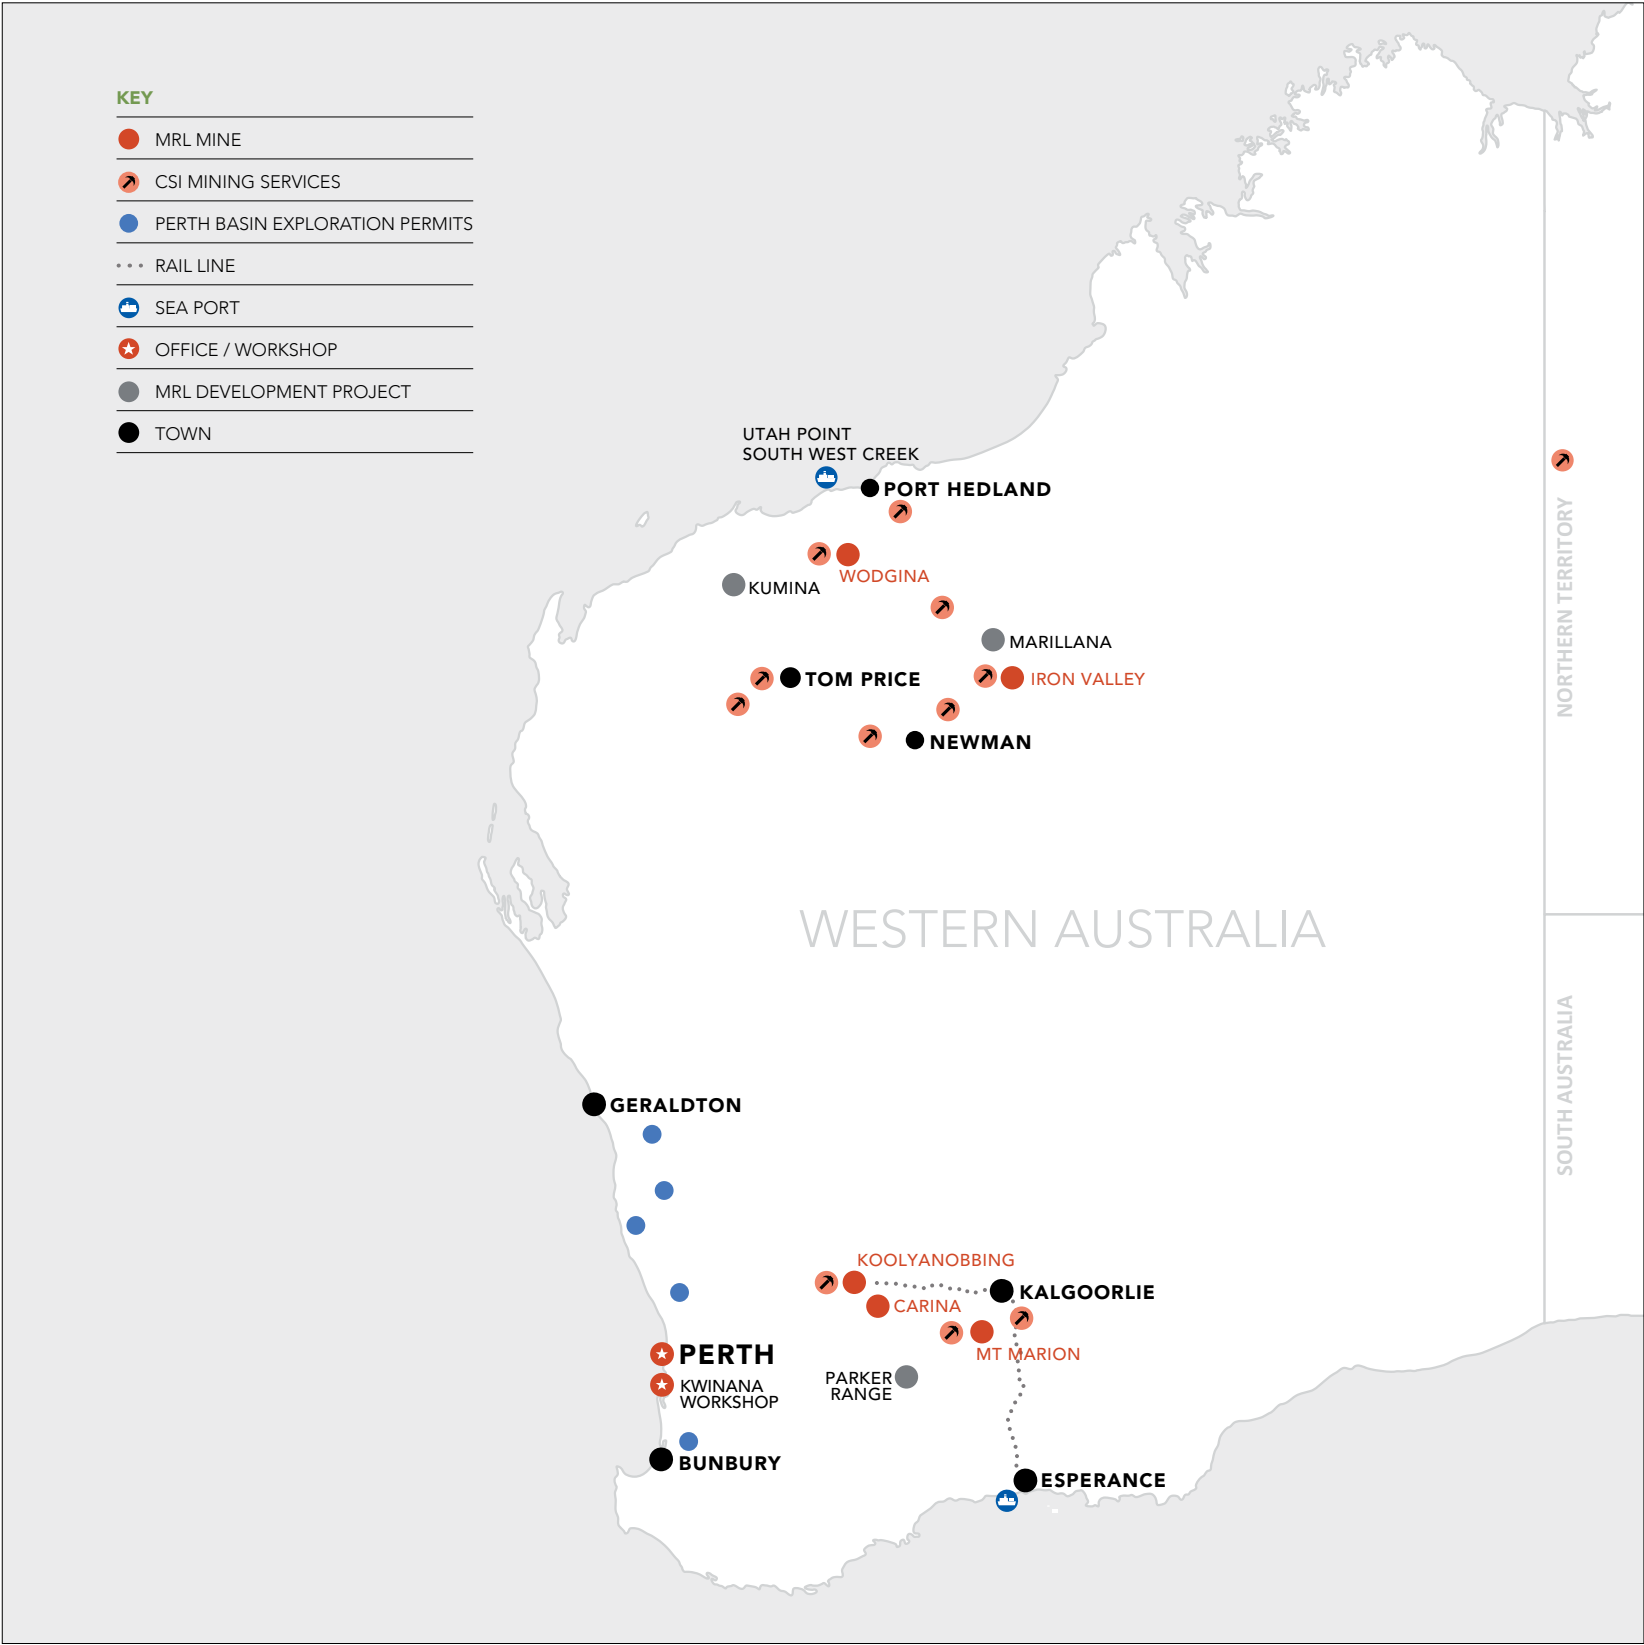 KEY
MRL MINE
CSI MINING SERVICES
PERTH BASIN EXPLORATION PERMITS
RAIL LINE
SEA PORT
OFFICE / WORKSHOP
MRL DEVELOPMENT PROJECT
TOWN
UTAH POINT
SOUTH WEST CREEK
PORT HEDLAND
WODGINA
KUMINA
MARILLANA
TOM PRICE
IRON VALLEY
NEWMAN
NORTHERN TERRITORY
WESTERN AUSTRALIA
SOUTH AUSTRALIA
GERALDTON
KOOLYANOBBING
KALGOORLIE
CARINA
MT MARION
PERTH
KWINANA
WORKSHOP
PARKER
RANGE
BUNBURY
ESPERANCE